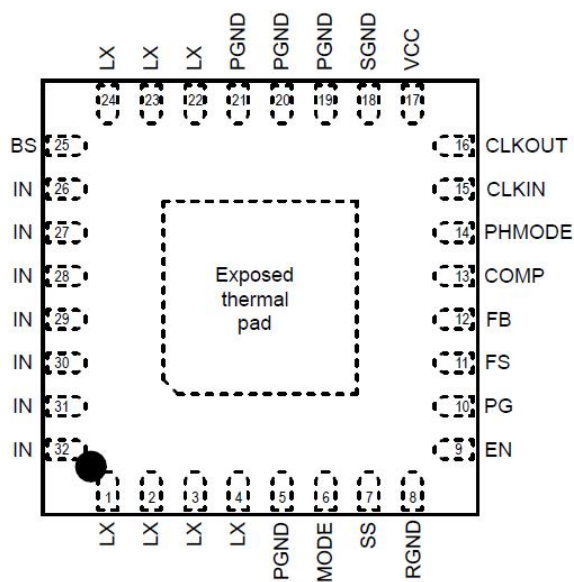 LX LX LX PGND PGND PGND SGND VCC
24 23 22 21 20 19 18 17
BS 25 16 CLKOUT
IN 26 15 CLKIN
IN 27 14 PHMODE
IN 28 13 COMP
Exposed
thermal
pad
IN 29 12 FB
IN 30 11 FS
IN 31 10 PG
IN 32 9 EN
1 2 3 4 5 6 7 8
LX LX LX LX PGND MODE SS RGND